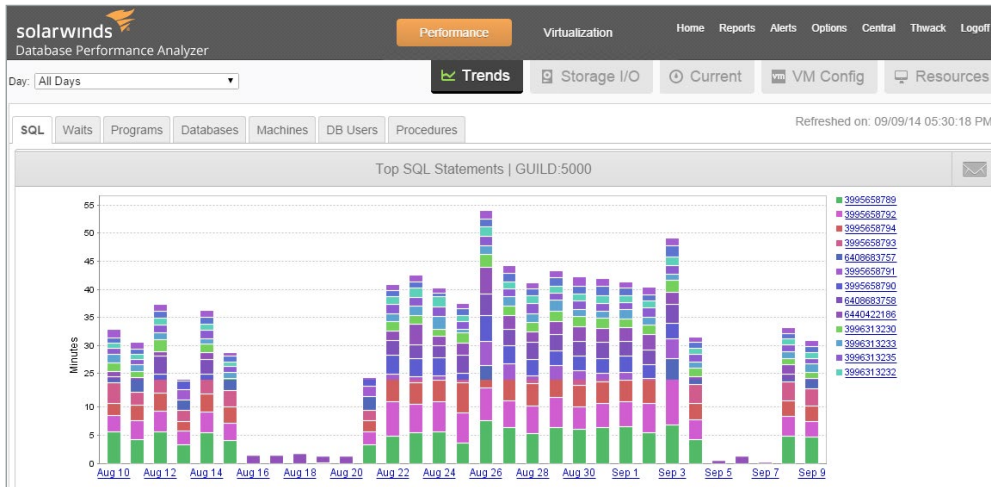 solarwinds
Database Performance Analyzer
Performance Virtualization Home Reports Alerts Options Central Thwack Logoff
Day: All Days
Trends Storage I/O Current vm VM Config Resources
SQL Waits Programs Databases Machines DB Users Procedures
Refreshed on: 09/09/14 05:30:18 PM
Top SQL Statements | GUILD:5000
Minutes
55
50
45
40
35
30
25
10
5
0
Aug 10 Aug 12 Aug 14 Aug 16 Aug 18 Aug 20 Aug 22 Aug 24 Aug 26 Aug 28 Aug 30 Sep 1 Sep 3 Sep 5 Sep 7 Sep 9
3995658789
3995658792
3995658794
3995658793
6408683757
3995658791
3995658790
6408683758
6440422186
3996313230
3996313233
3996313235
3996313232